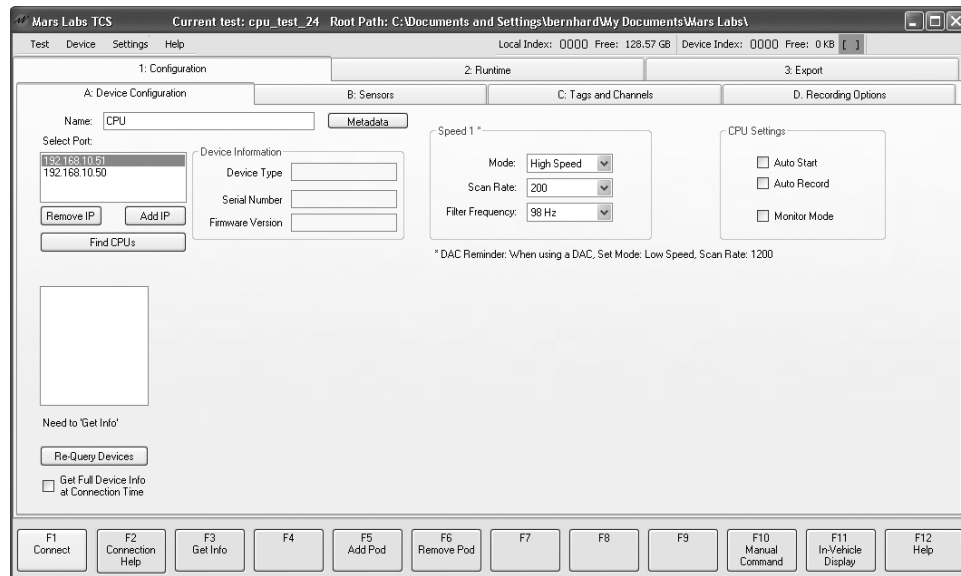 Mars Labs TCS Current test: cpu_test_24 Root Path: C:\Documents and Settings\bernhard\My Documents\Mars Labs\
Test Device Settings Help Local Index: 0000 Free: 128.57 GB Device Index: 0000 Free: 0 KB [ ]
1: Configuration 2: Runtime 3: Export
A: Device Configuration B: Sensors C: Tags and Channels D. Recording Options
Name: CPU Metadata
Select Port:
192.168.10.51
192.168.10.50
Remove IP Add IP
Find CPUs
Device Information
Device Type
Serial Number
Firmware Version
Speed 1 *
Mode: High Speed
Scan Rate: 200
Filter Frequency: 98 Hz
* DAC Reminder: When using a DAC, Set Mode: Low Speed, Scan Rate: 1200
CPU Settings
Auto Start
Auto Record
Monitor Mode
Need to 'Get Info'
Re-Query Devices
Get Full Device Info
at Connection Time
F1
Connect
F2
Connection
Help
F3
Get Info
F4
F5
Add Pod
F6
Remove Pod
F7
F8
F9
F10
Manual
Command
F11
In-Vehicle
Display
F12
Help